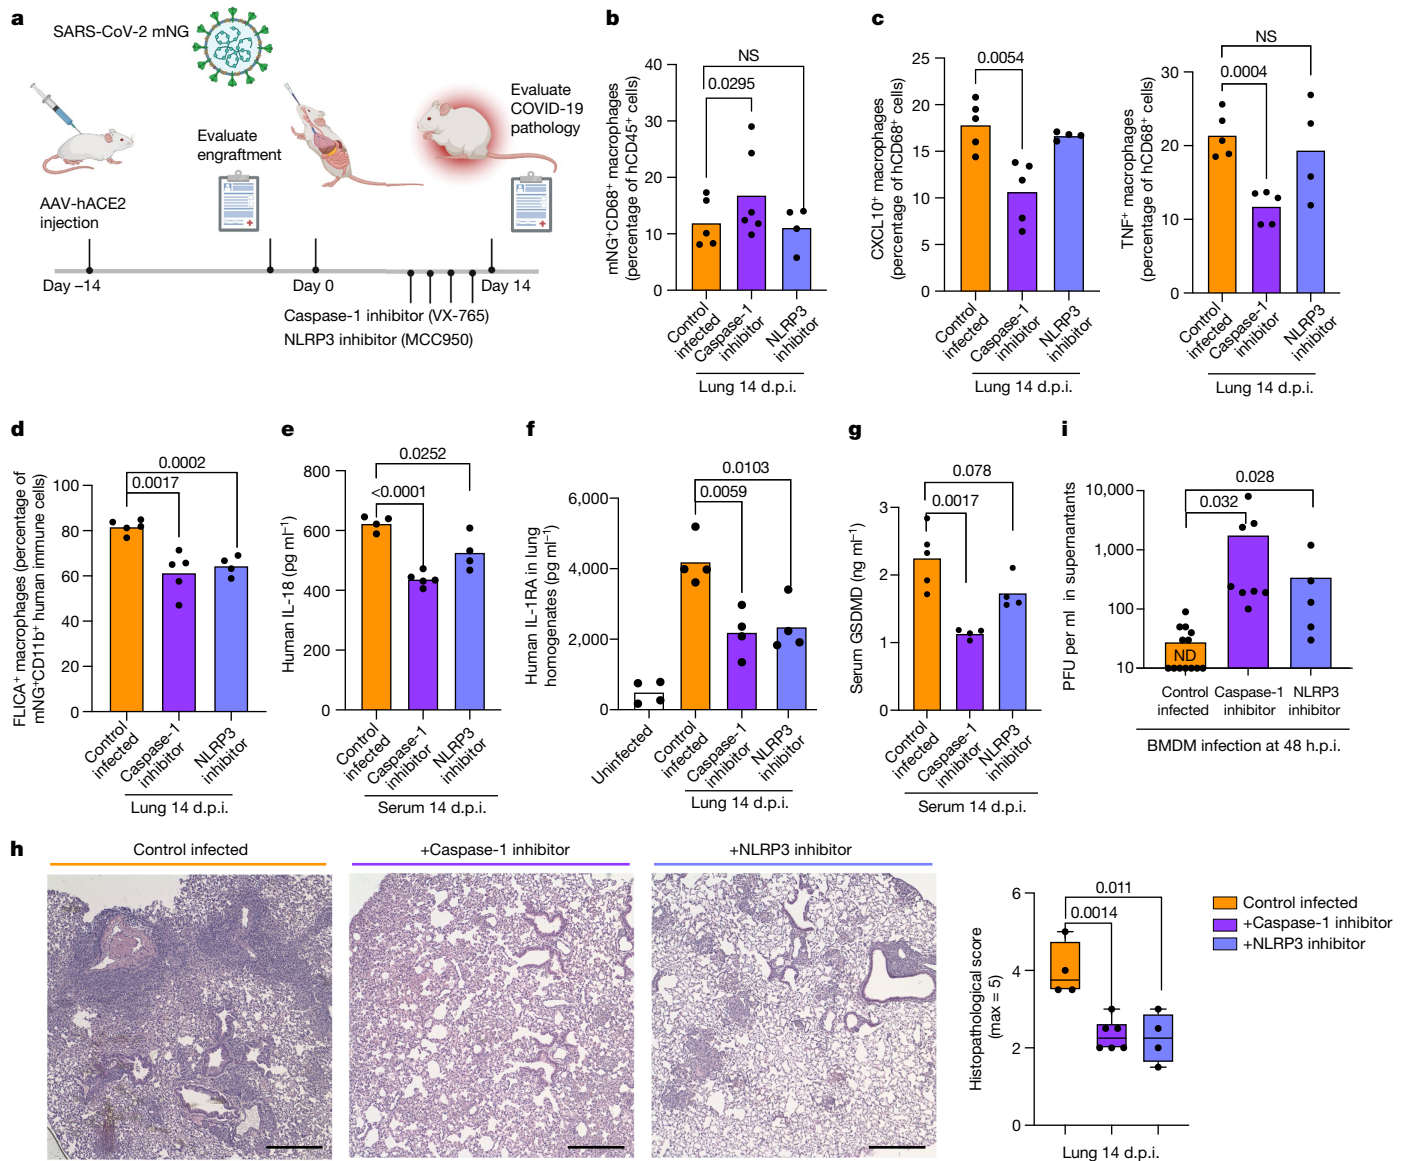 a
SARS-CoV-2 mNG
Evaluate
engraftment
Evaluate
COVID-19
pathology
AAV-hACE2
injection
Day –14
Day 0
Day 14
Caspase-1 inhibitor (VX-765)
NLRP3 inhibitor (MCC950)
b
mNG⁺CD68⁺ macrophages
(percentage of hCD45⁺ cells)
40
30
20
10
0
NS
0.0295
Control
infected
Caspase-1
inhibitor
NLRP3
inhibitor
Lung 14 d.p.i.
c
CXCL10⁺ macrophages
(percentage of hCD68⁺ cells)
25
20
15
10
5
0
0.0054
Control
infected
Caspase-1
inhibitor
NLRP3
inhibitor
Lung 14 d.p.i.
TNF⁺ macrophages
(percentage of hCD68⁺ cells)
30
20
10
0
NS
0.0004
Control
infected
Caspase-1
inhibitor
NLRP3
inhibitor
Lung 14 d.p.i.
d
FLICA⁺ macrophages (percentage of
mNG⁺CD11b⁺ human immune cells)
100
80
60
40
20
0
0.0002
0.0017
Control
infected
Caspase-1
inhibitor
NLRP3
inhibitor
Lung 14 d.p.i.
e
Human IL-18 (pg ml⁻¹)
800
600
400
200
0
0.0252
<0.0001
Control
infected
Caspase-1
inhibitor
NLRP3
inhibitor
Serum 14 d.p.i.
f
Human IL-1RA in lung
homogenates (pg ml⁻¹)
6,000
4,000
2,000
0
0.0103
0.0059
Uninfected
Control
infected
Caspase-1
inhibitor
NLRP3
inhibitor
Lung 14 d.p.i.
g
Serum GSDMD (ng ml⁻¹)
3
2
1
0
0.078
0.0017
Control
infected
Caspase-1
inhibitor
NLRP3
inhibitor
Serum 14 d.p.i.
i
PFU per ml in supernantants
10,000
1,000
100
10
0.028
0.032
ND
Control
infected
Caspase-1
inhibitor
NLRP3
inhibitor
BMDM infection at 48 h.p.i.
h
Control infected
+Caspase-1 inhibitor
+NLRP3 inhibitor
Histopathological score
(max = 5)
6
4
2
0
0.011
0.0014
Lung 14 d.p.i.
Control infected
+Caspase-1 inhibitor
+NLRP3 inhibitor